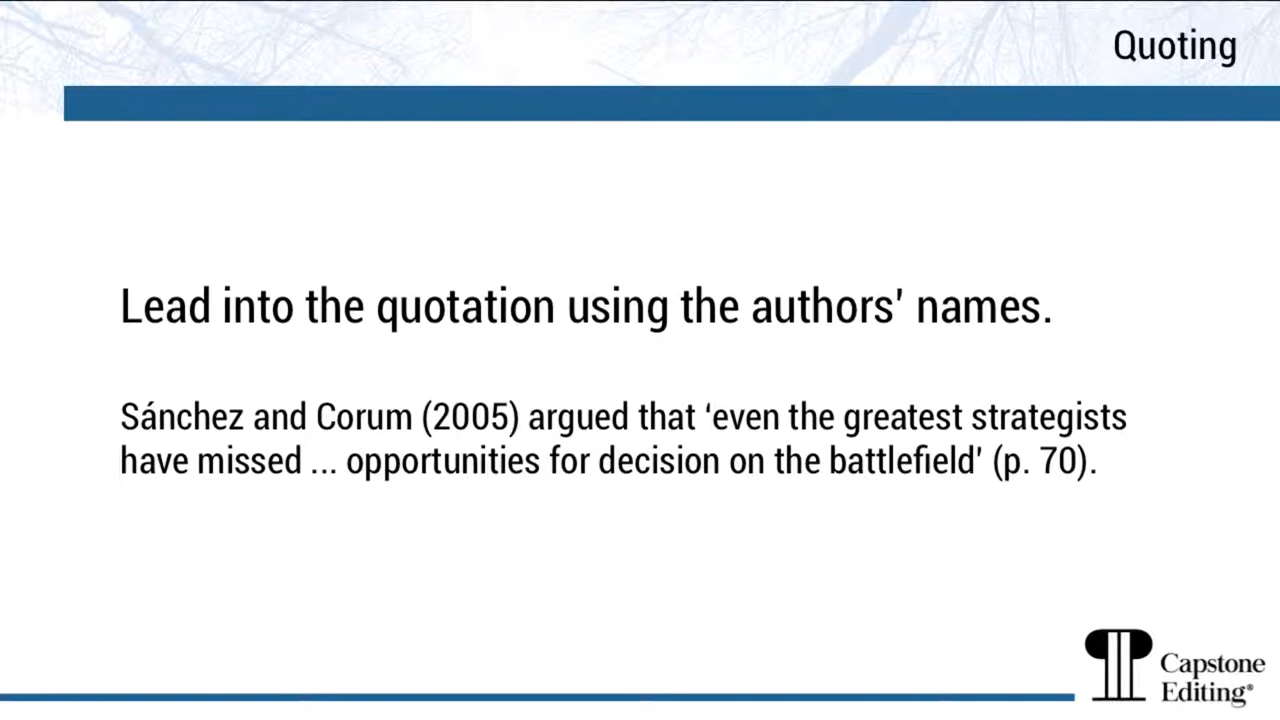 Quoting
Lead into the quotation using the authors’ names.
Sánchez and Corum (2005) argued that ‘even the greatest strategists
have missed ... opportunities for decision on the battlefield’ (p. 70).
Capstone
Editing®